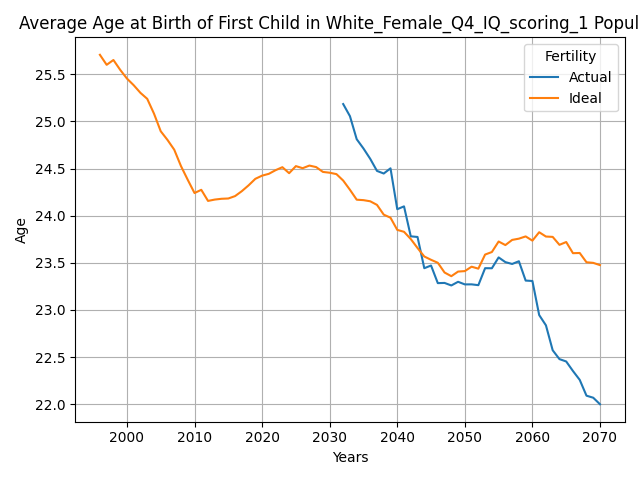 Average Age at Birth of First Child in White_Female_Q4_IQ_scoring_1 Popul
Fertility
Actual
Ideal
25.5
25.0
24.5
24.0
23.5
23.0
22.5
22.0
Age
2000 2010 2020 2030 2040 2050 2060 2070
Years